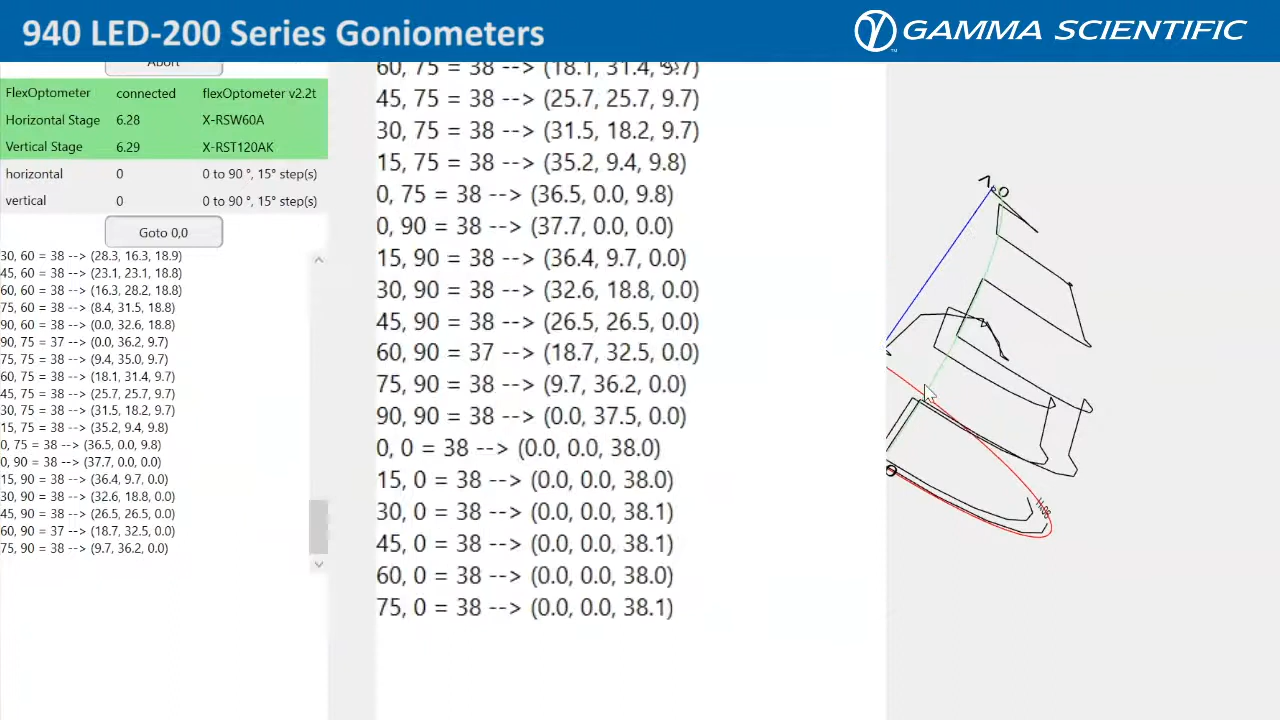 940 LED-200 Series Goniometers
GAMMA SCIENTIFIC
Abort
FlexOptometer connected flexOptometer v2.2t
Horizontal Stage 6.28 X-RSW60A
Vertical Stage 6.29 X-RST120AK
horizontal 0 0 to 90 °, 15° step(s)
vertical 0 0 to 90 °, 15° step(s)
Goto 0,0
30, 60 = 38 --> (28.3, 16.3, 18.9)
45, 60 = 38 --> (23.1, 23.1, 18.8)
60, 60 = 38 --> (16.3, 28.2, 18.8)
75, 60 = 38 --> (8.4, 31.5, 18.8)
90, 60 = 38 --> (0.0, 32.6, 18.8)
90, 75 = 37 --> (0.0, 36.2, 9.7)
75, 75 = 38 --> (9.4, 35.0, 9.7)
60, 75 = 38 --> (18.1, 31.4, 9.7)
45, 75 = 38 --> (25.7, 25.7, 9.7)
30, 75 = 38 --> (31.5, 18.2, 9.7)
15, 75 = 38 --> (35.2, 9.4, 9.8)
0, 75 = 38 --> (36.5, 0.0, 9.8)
0, 90 = 38 --> (37.7, 0.0, 0.0)
15, 90 = 38 --> (36.4, 9.7, 0.0)
30, 90 = 38 --> (32.6, 18.8, 0.0)
45, 90 = 38 --> (26.5, 26.5, 0.0)
60, 90 = 37 --> (18.7, 32.5, 0.0)
75, 90 = 38 --> (9.7, 36.2, 0.0)
60, 75 = 38 --> (18.1, 31.4, 9.7)
45, 75 = 38 --> (25.7, 25.7, 9.7)
30, 75 = 38 --> (31.5, 18.2, 9.7)
15, 75 = 38 --> (35.2, 9.4, 9.8)
0, 75 = 38 --> (36.5, 0.0, 9.8)
0, 90 = 38 --> (37.7, 0.0, 0.0)
15, 90 = 38 --> (36.4, 9.7, 0.0)
30, 90 = 38 --> (32.6, 18.8, 0.0)
45, 90 = 38 --> (26.5, 26.5, 0.0)
60, 90 = 37 --> (18.7, 32.5, 0.0)
75, 90 = 38 --> (9.7, 36.2, 0.0)
90, 90 = 38 --> (0.0, 37.5, 0.0)
0, 0 = 38 --> (0.0, 0.0, 38.0)
15, 0 = 38 --> (0.0, 0.0, 38.0)
30, 0 = 38 --> (0.0, 0.0, 38.1)
45, 0 = 38 --> (0.0, 0.0, 38.1)
60, 0 = 38 --> (0.0, 0.0, 38.0)
75, 0 = 38 --> (0.0, 0.0, 38.1)